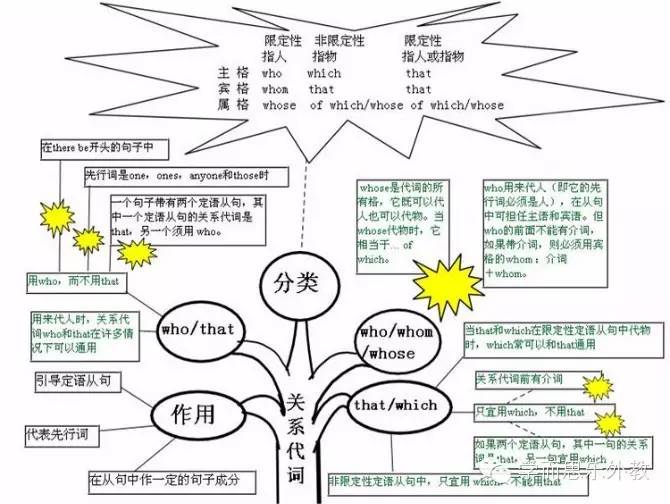 限定性 非限定性 限定性
指人 指物 指人或指物
主 格 who which that
宾 格 whom that that
属 格 whose of which/whose of which/whose
在there be开头的句子中
先行词是one，ones，anyone和those时
一个句子带有两个定语从句，其
中一个定语从句的关系代词是
that，另一个须用 who。
用who，而不用that
用来代人时，关系代
词who和that在许多情
况下可以通用
who/that
引导定语从句
代表先行词
在从句中作一定的句子成分
作用
分类
关系代词
whose是代词的所
有格，它既可以代
人也可以代物。当
whose代物时，它
相当于… of
which。
who用来代人（即它的先
行词必须是人），在从句
中可担任主语和宾语。但
who的前面不能有介词，
如果带介词，则必须用宾
格的whom：介词
+whom。
who/whom
/whose
that/which
当that和which在限定性定语从句中代物
时，which常可以和that通用
关系代词前有介词
只宜用which，不用that
如果两个定语从句，其中一句的关系
词是that，另一句宜用which
非限定性定语从句中，只宜用 which，不能用that
学而思乐外教